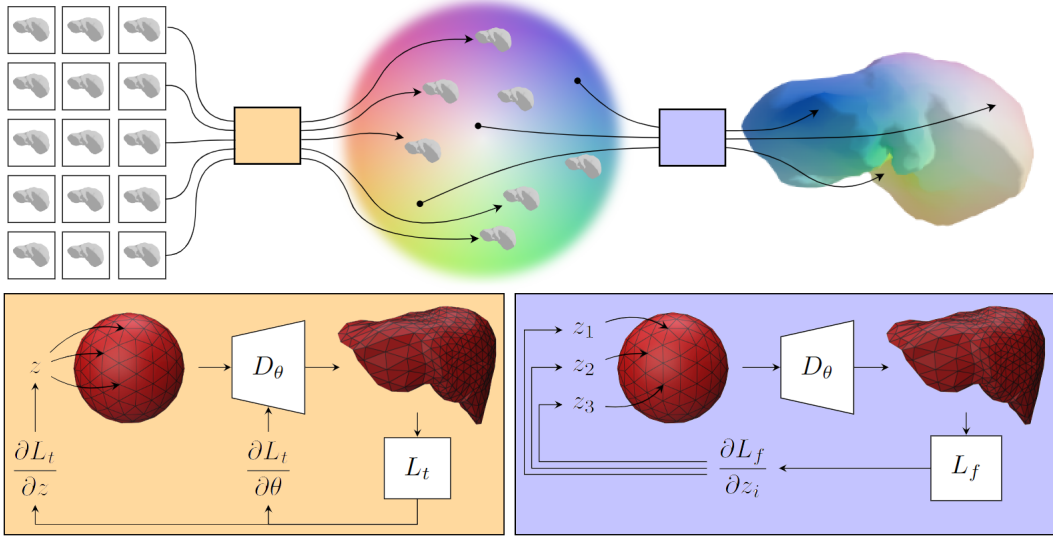 z
D_θ
L_t
∂L_t
∂z
∂L_t
∂θ
z_1
z_2
z_3
D_θ
L_f
∂L_f
∂z_i